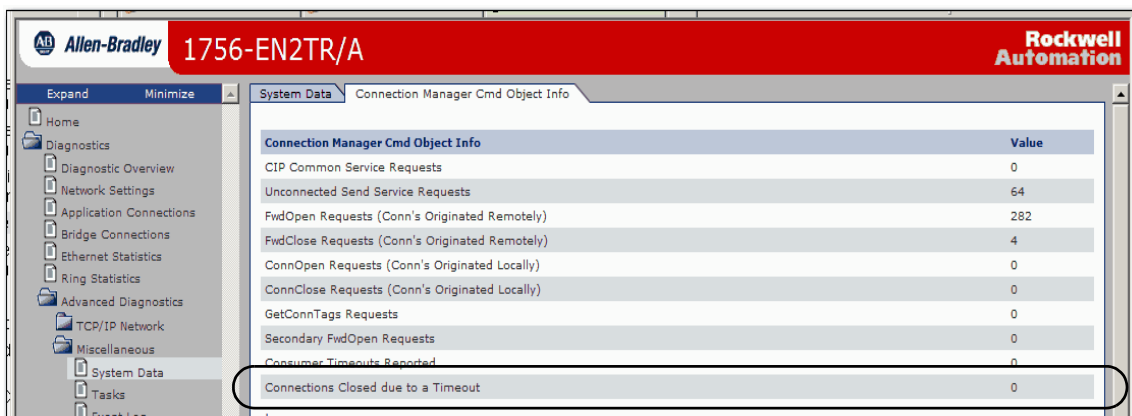 AB Allen-Bradley 1756-EN2TR/A Rockwell
Automation
Expand Minimize
Home
Diagnostics
Diagnostic Overview
Network Settings
Application Connections
Bridge Connections
Ethernet Statistics
Ring Statistics
Advanced Diagnostics
TCP/IP Network
Miscellaneous
System Data
Tasks
Event Log
System Data Connection Manager Cmd Object Info
Connection Manager Cmd Object Info Value
CIP Common Service Requests 0
Unconnected Send Service Requests 64
FwdOpen Requests (Conn's Originated Remotely) 282
FwdClose Requests (Conn's Originated Remotely) 4
ConnOpen Requests (Conn's Originated Locally) 0
ConnClose Requests (Conn's Originated Locally) 0
GetConnTags Requests 0
Secondary FwdOpen Requests 0
Consumer Timeouts Reported 0
Connections Closed due to a Timeout 0